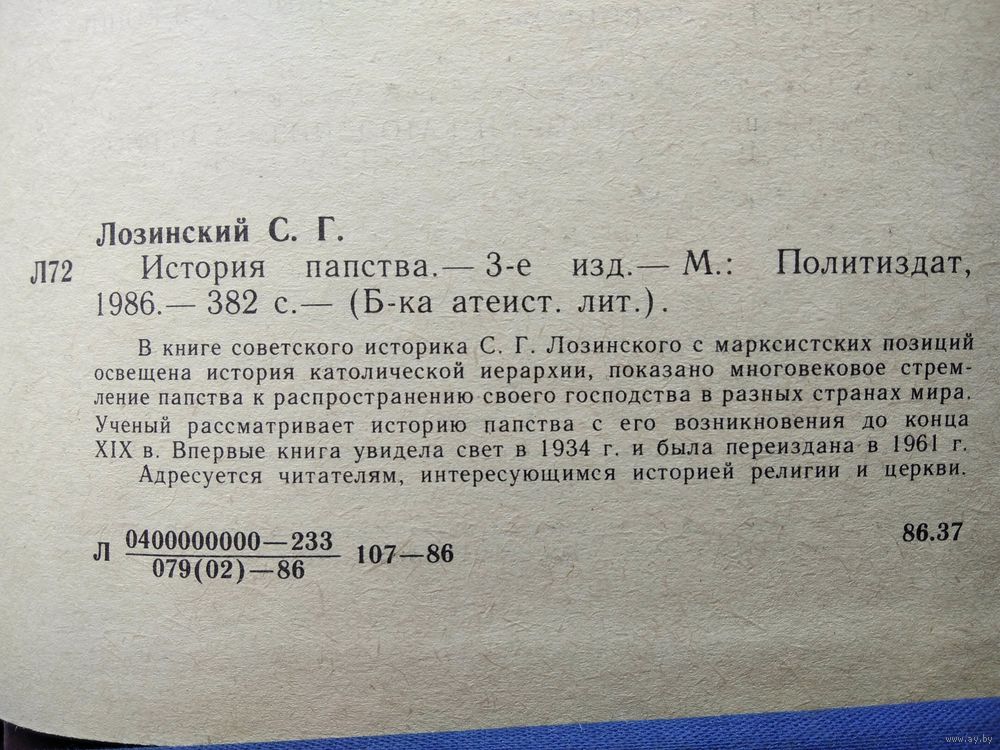 Лозинский С. Г.
Л72 История папства.— 3-е изд.— М.: Политиздат,
1986.— 382 с.— (Б-ка атеист. лит.).
В книге советского историка С. Г. Лозинского с марксистских позиций
освещена история католической иерархии, показано многовековое стрем-
ление папства к распространению своего господства в разных странах мира.
Ученый рассматривает историю папства с его возникновения до конца
XIX в. Впервые книга увидела свет в 1934 г. и была переиздана в 1961 г.
Адресуется читателям, интересующимся историей религии и церкви.
Л 0400000000—233
079(02)—86
107—86
86.37
www.ay.by